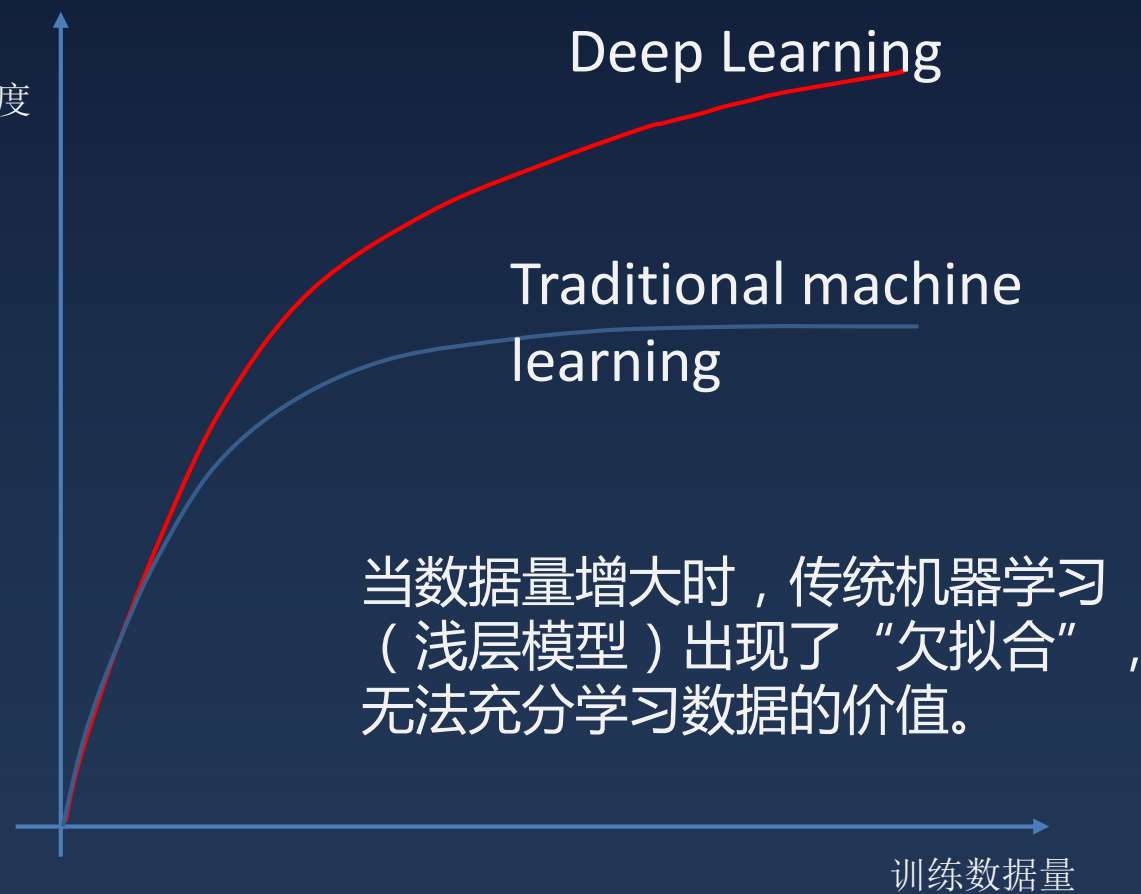 Deep Learning
度
Traditional machine
learning
当数据量增大时，传统机器学习
（浅层模型）出现了“欠拟合”，
无法充分学习数据的价值。
训练数据量